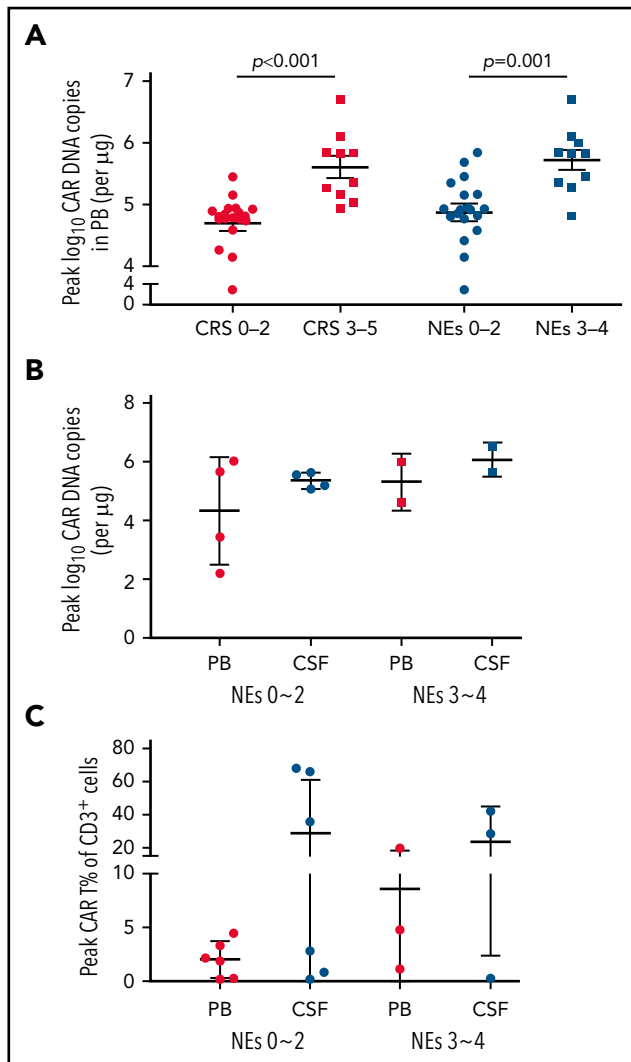 A
p<0.001
p=0.001
Peak log10 CAR DNA copies
in PB (per μg)
7
6
5
4
4
0
CRS 0–2
CRS 3–5
NEs 0–2
NEs 3–4
B
Peak log10 CAR DNA copies
(per μg)
8
6
4
2
0
PB
CSF
PB
CSF
NEs 0~2
NEs 3~4
C
Peak CAR T% of CD3+ cells
80
60
40
20
10
5
0
PB
CSF
PB
CSF
NEs 0~2
NEs 3~4